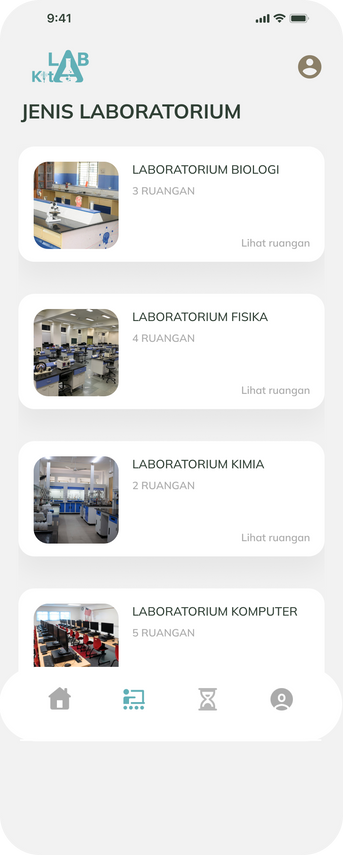 9:41
LAB
Kita
JENIS LABORATORIUM
LABORATORIUM BIOLOGI
3 RUANGAN
Lihat ruangan
LABORATORIUM FISIKA
4 RUANGAN
Lihat ruangan
LABORATORIUM KIMIA
2 RUANGAN
Lihat ruangan
LABORATORIUM KOMPUTER
5 RUANGAN